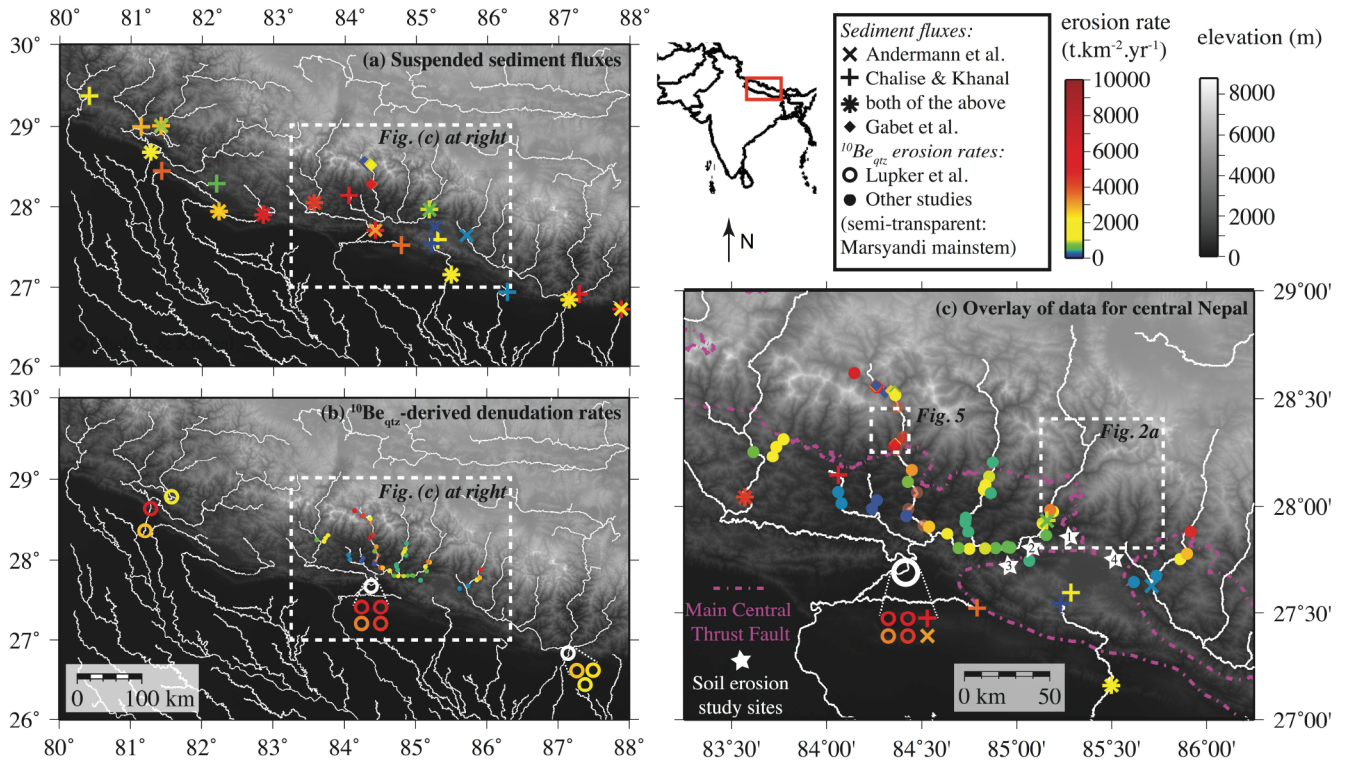 80˚ 81˚ 82˚ 83˚ 84˚ 85˚ 86˚ 87˚ 88˚
30˚
29˚
28˚
27˚
26˚
(a) Suspended sediment fluxes
Fig. (c) at right
30˚
29˚
28˚
27˚
26˚
(b) ¹⁰Be_qtz-derived denudation rates
Fig. (c) at right
0 100 km
80˚ 81˚ 82˚ 83˚ 84˚ 85˚ 86˚ 87˚ 88˚
N
Sediment fluxes:
Andermann et al.
Chalise & Khanal
both of the above
Gabet et al.
¹⁰Be_qtz erosion rates:
Lupker et al.
Other studies
(semi-transparent:
Marsyandi mainstem)
erosion rate
(t.km⁻².yr⁻¹)
10000
8000
6000
4000
2000
0
elevation (m)
8000
6000
4000
2000
0
(c) Overlay of data for central Nepal
29°00'
28°30'
28°00'
27°30'
27°00'
Fig. 5
Fig. 2a
1
2
3
4
Main Central
Thrust Fault
Soil erosion
study sites
0 km 50
83°30' 84°00' 84°30' 85°00' 85°30' 86°00'